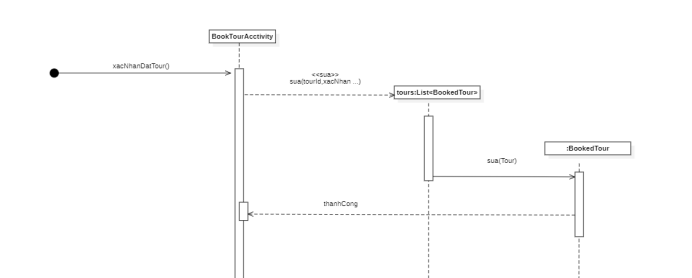 BookTourAcctivity
xacNhanDatTour()
<<sua>>
sua(tourId,xacNhan ...)
tours:List<BookedTour>
:BookedTour
sua(Tour)
thanhCong